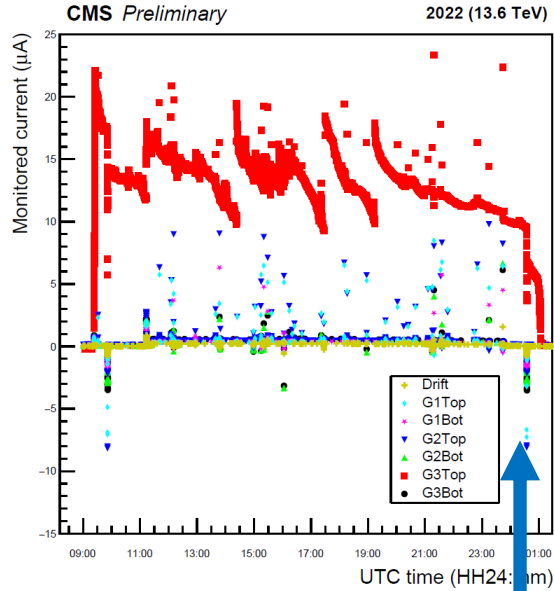 CMS Preliminary 2022 (13.6 TeV)
Monitored current (μA)
25
20
15
10
5
0
−5
−10
−15
Drift
G1Top
G1Bot
G2Top
G2Bot
G3Top
G3Bot
09:00 11:00 13:00 15:00 17:00 19:00 21:00 23:00 01:00
UTC time (HH24: nm)